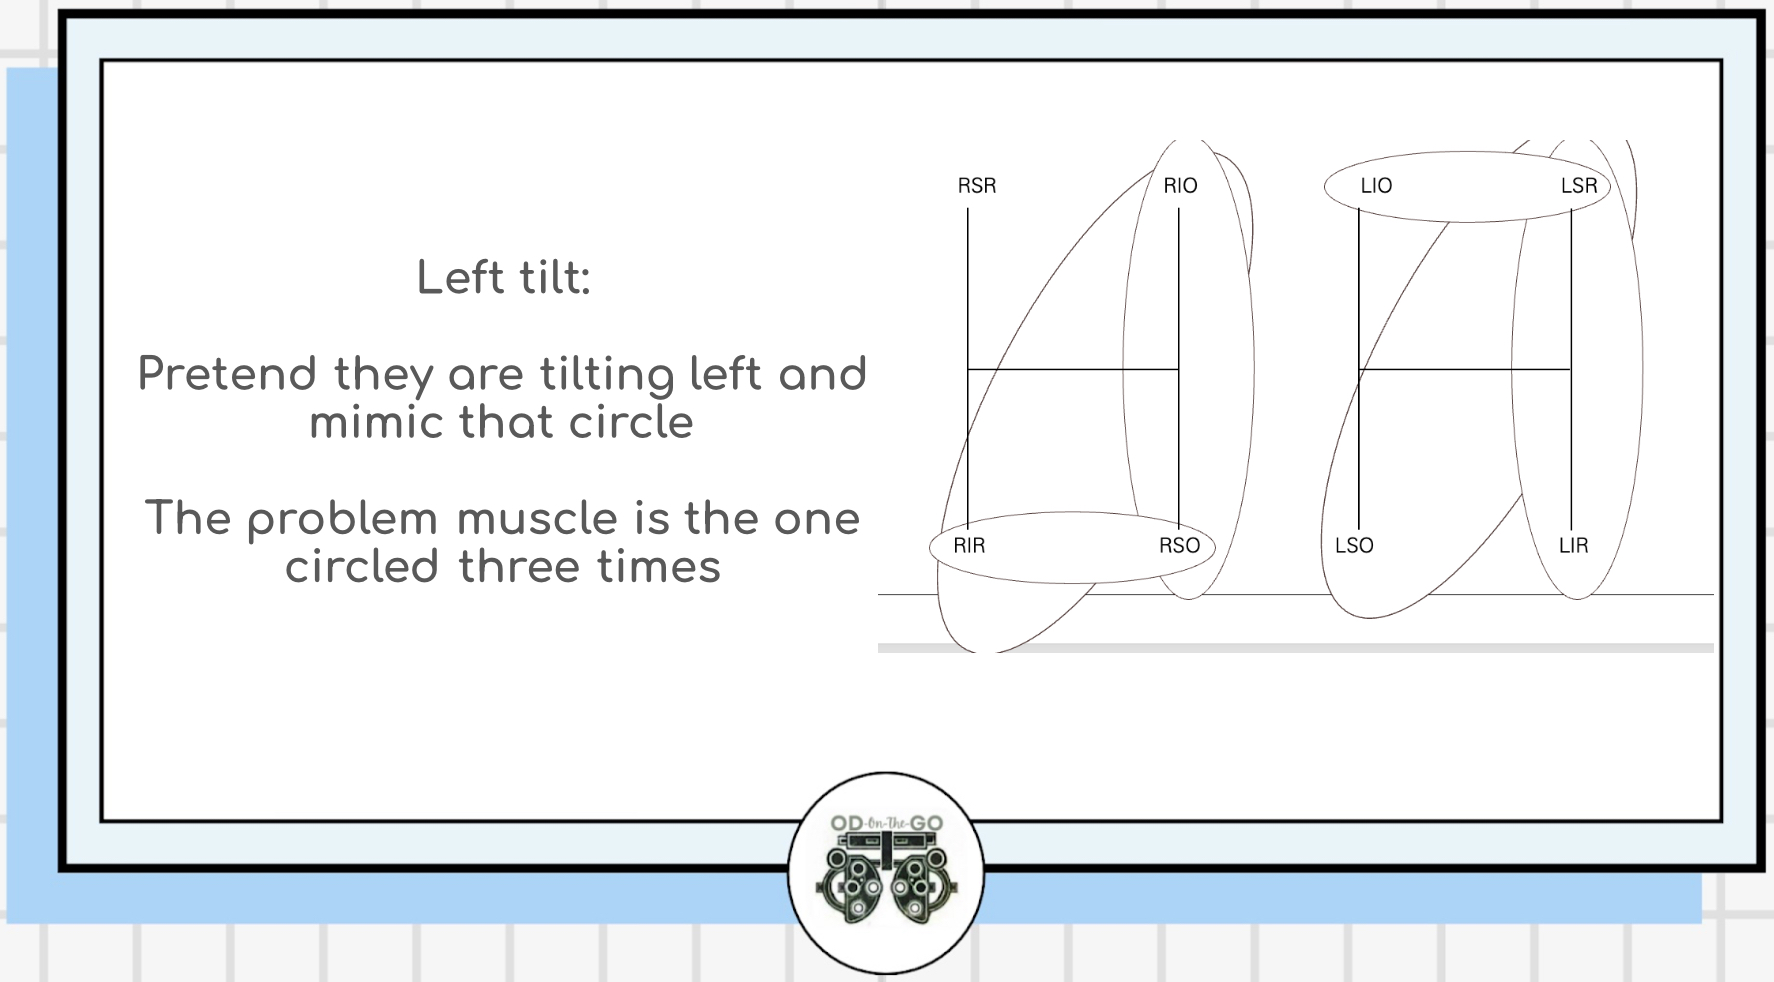 Left tilt:
Pretend they are tilting left and
mimic that circle
The problem muscle is the one
circled three times
RSR RIO LIO LSR
RIR RSO LSO LIR
OD-On-The-GO